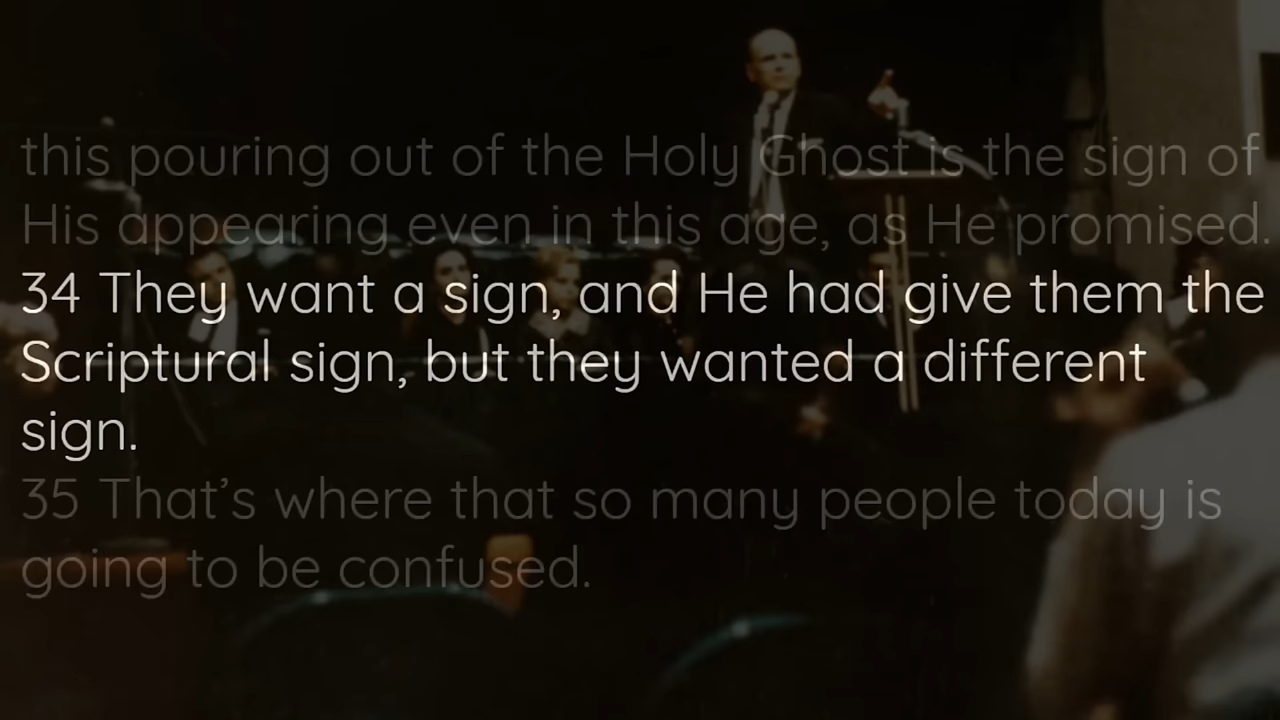 this pouring out of the Holy Ghost is the sign of
His appearing even in this age, as He promised.
34 They want a sign, and He had give them the
Scriptural sign, but they wanted a different
sign.
35 That’s where that so many people today is
going to be confused.